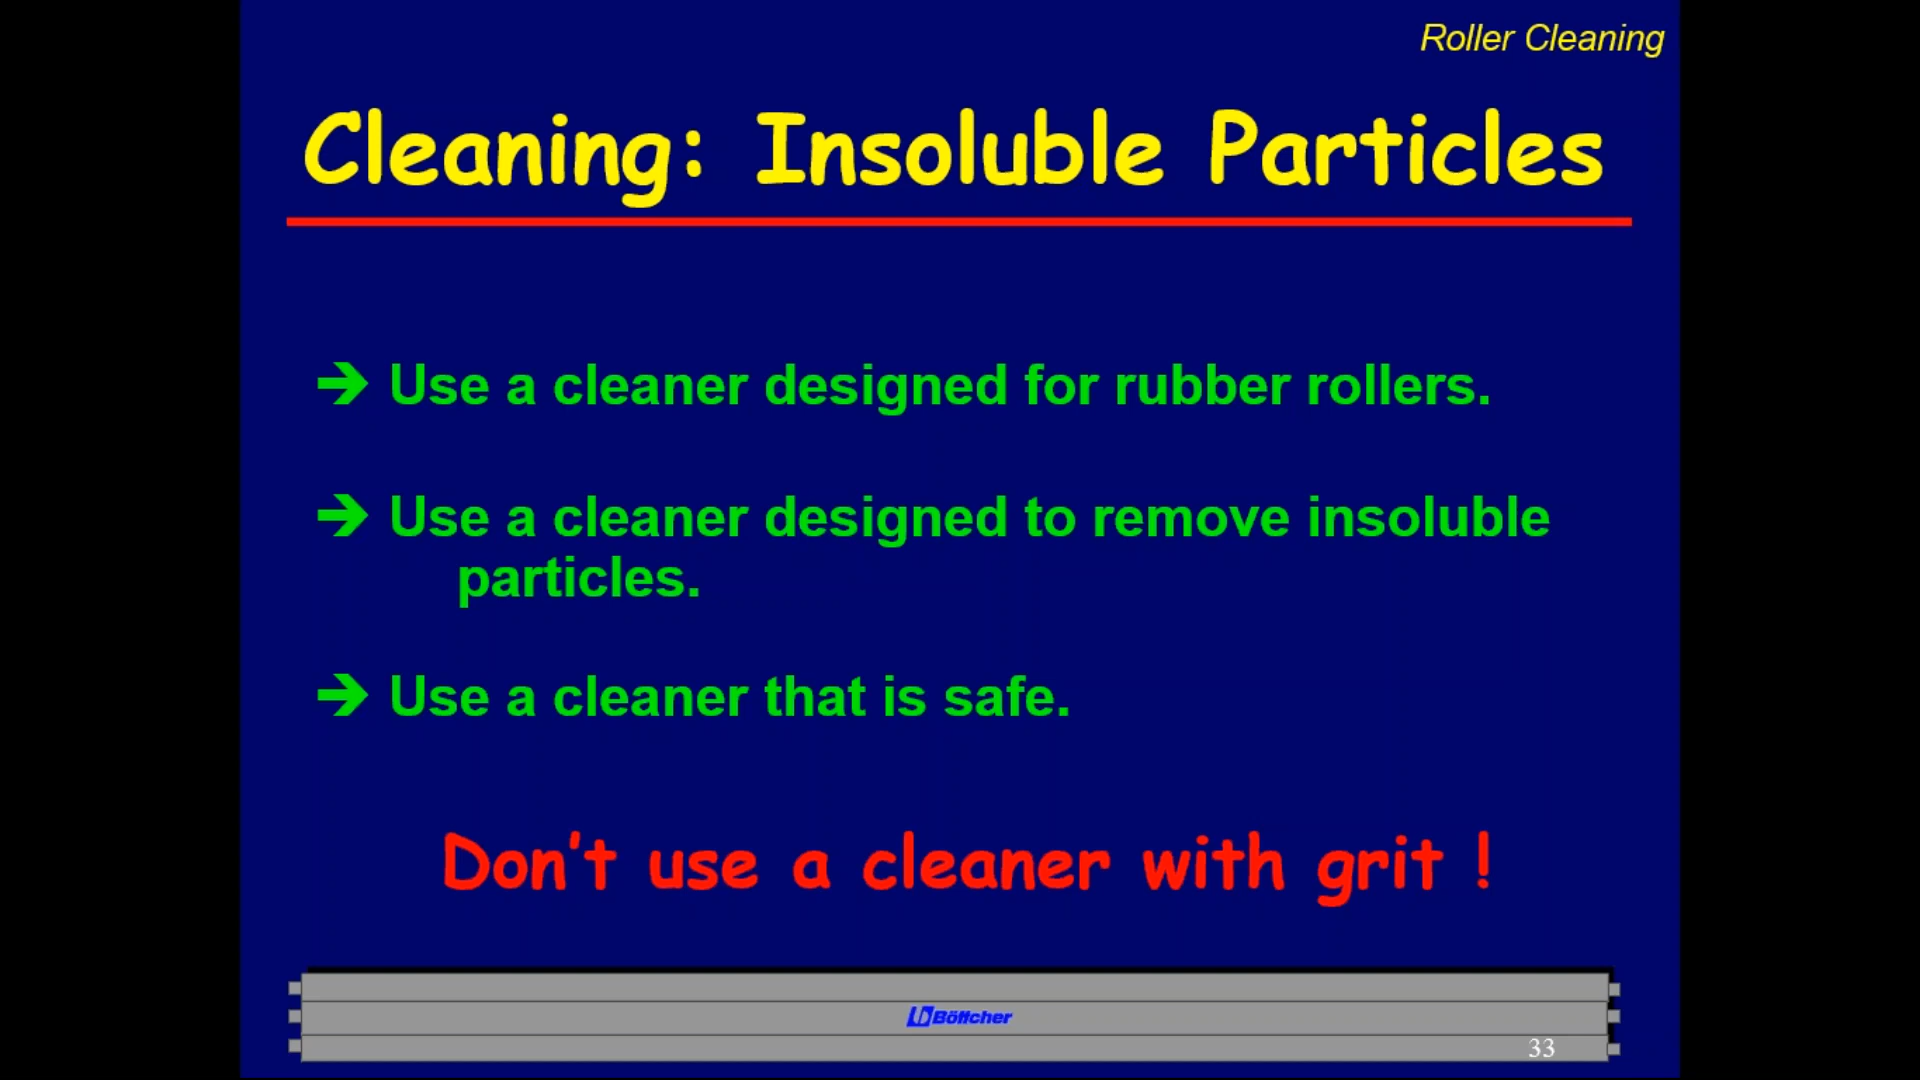 Roller Cleaning
Cleaning: Insoluble Particles
➔ Use a cleaner designed for rubber rollers.
➔ Use a cleaner designed to remove insoluble
particles.
➔ Use a cleaner that is safe.
Don't use a cleaner with grit !
Böttcher
33